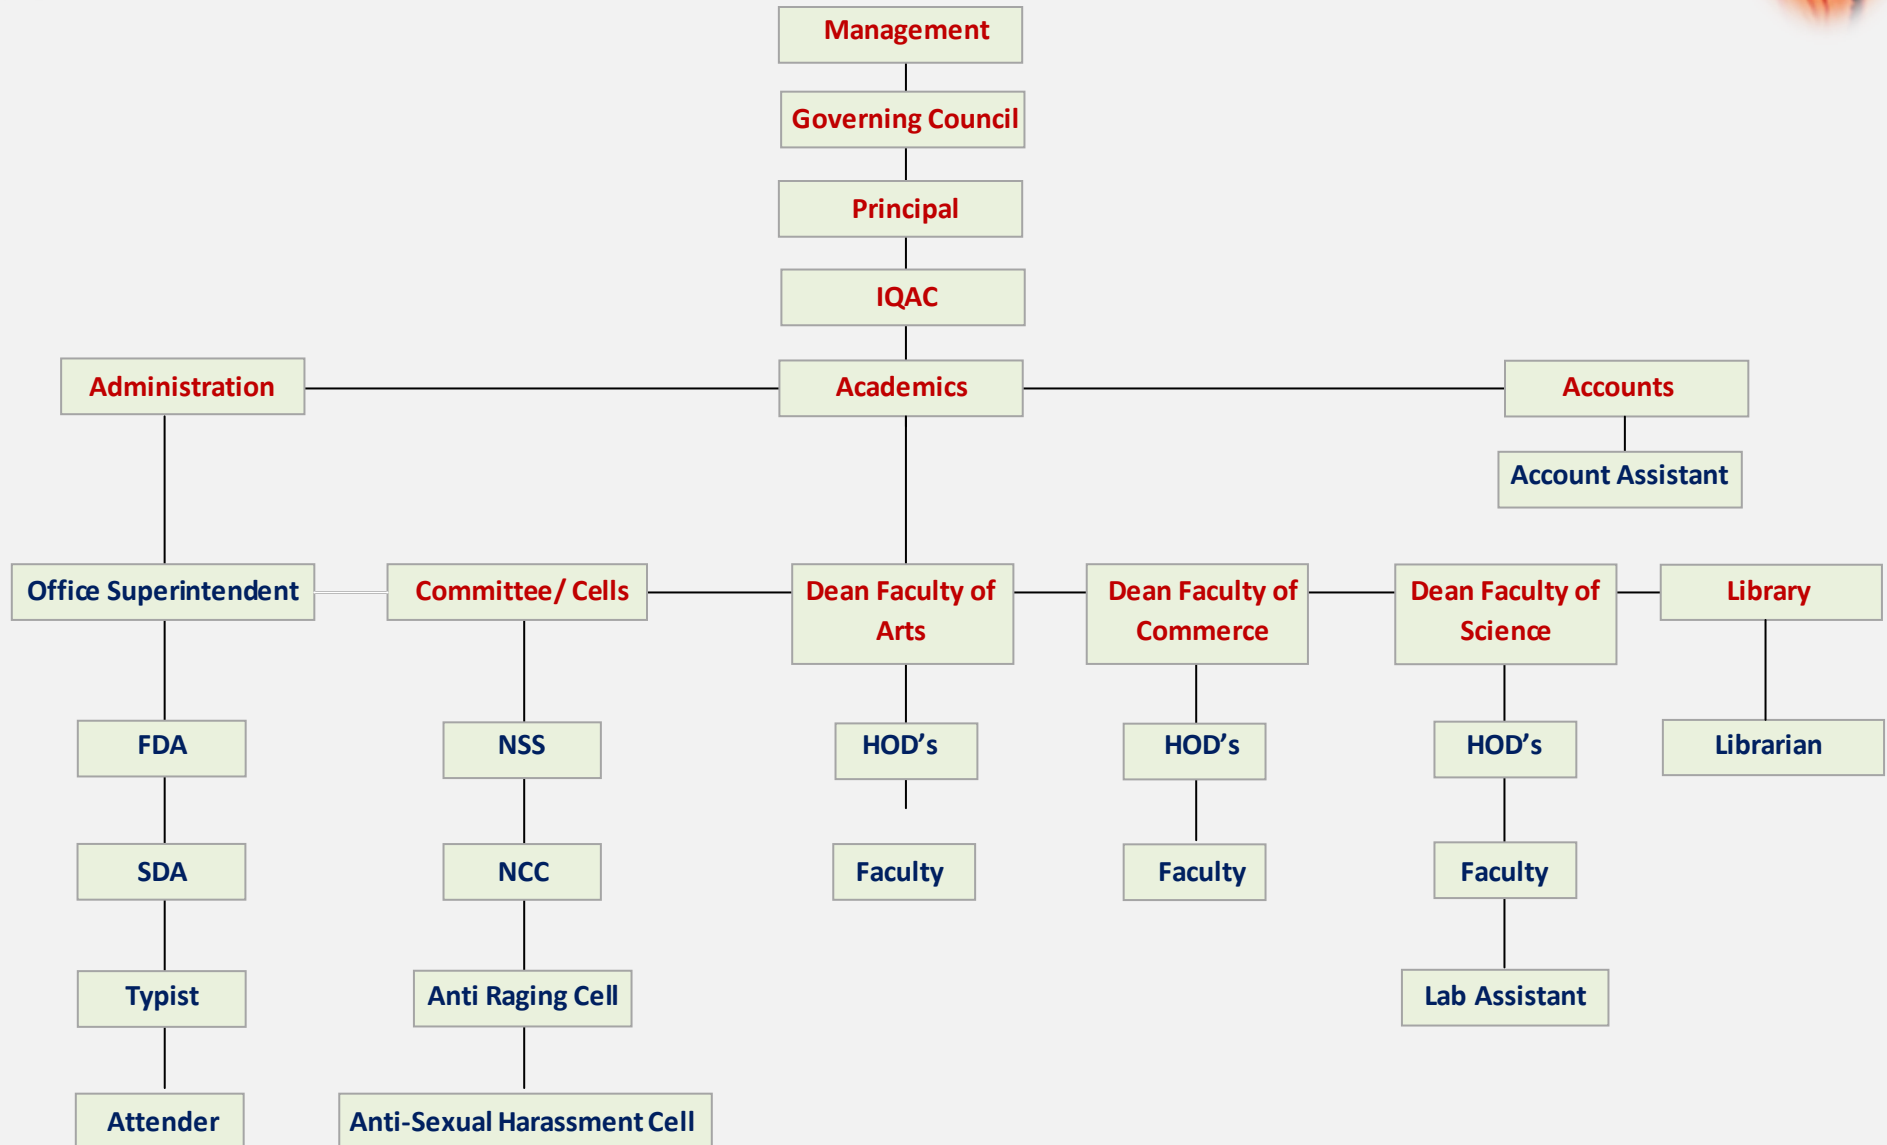 Management
Governing Council
Principal
IQAC
Administration
Academics
Accounts
Account Assistant
Office Superintendent
Committee/ Cells
Dean Faculty of
Arts
Dean Faculty of
Commerce
Dean Faculty of
Science
Library
FDA
NSS
HOD’s
HOD’s
HOD’s
Librarian
SDA
NCC
Faculty
Faculty
Faculty
Typist
Anti Raging Cell
Lab Assistant
Attender
Anti-Sexual Harassment Cell